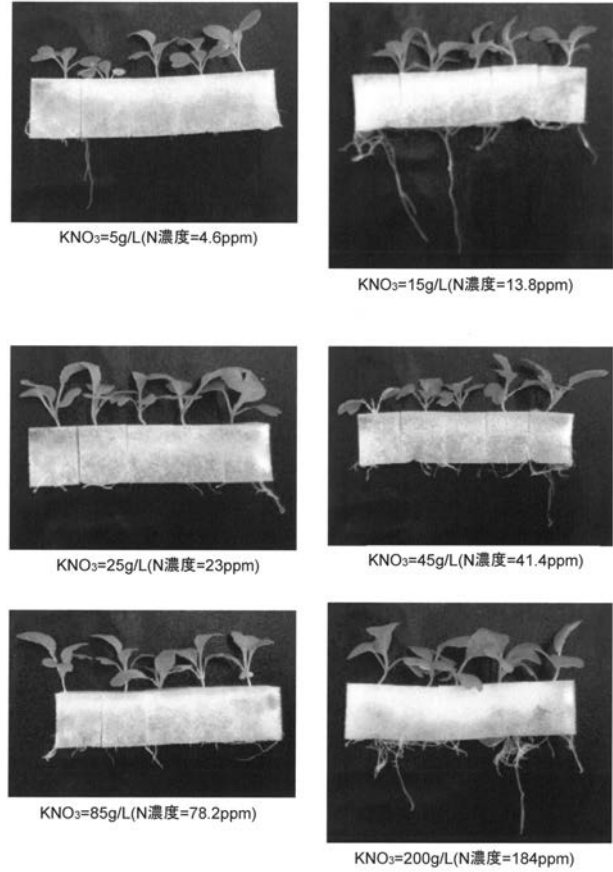 KNO₃=5g/L(N濃度=4.6ppm)
KNO₃=15g/L(N濃度=13.8ppm)
KNO₃=25g/L(N濃度=23ppm)
KNO₃=45g/L(N濃度=41.4ppm)
KNO₃=85g/L(N濃度=78.2ppm)
KNO₃=200g/L(N濃度=184ppm)